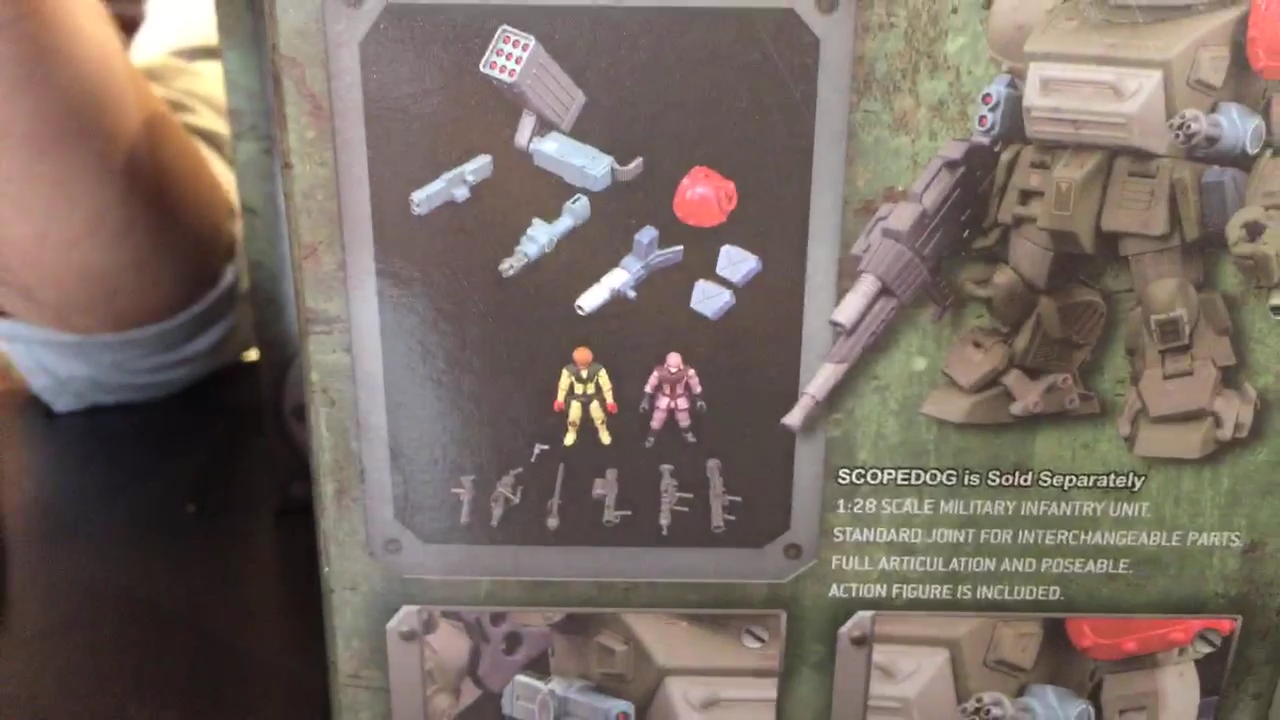 SCOPEDOG is Sold Separately
1:28 SCALE MILITARY INFANTRY UNIT.
STANDARD JOINT FOR INTERCHANGEABLE PARTS.
FULL ARTICULATION AND POSEABLE.
ACTION FIGURE IS INCLUDED.